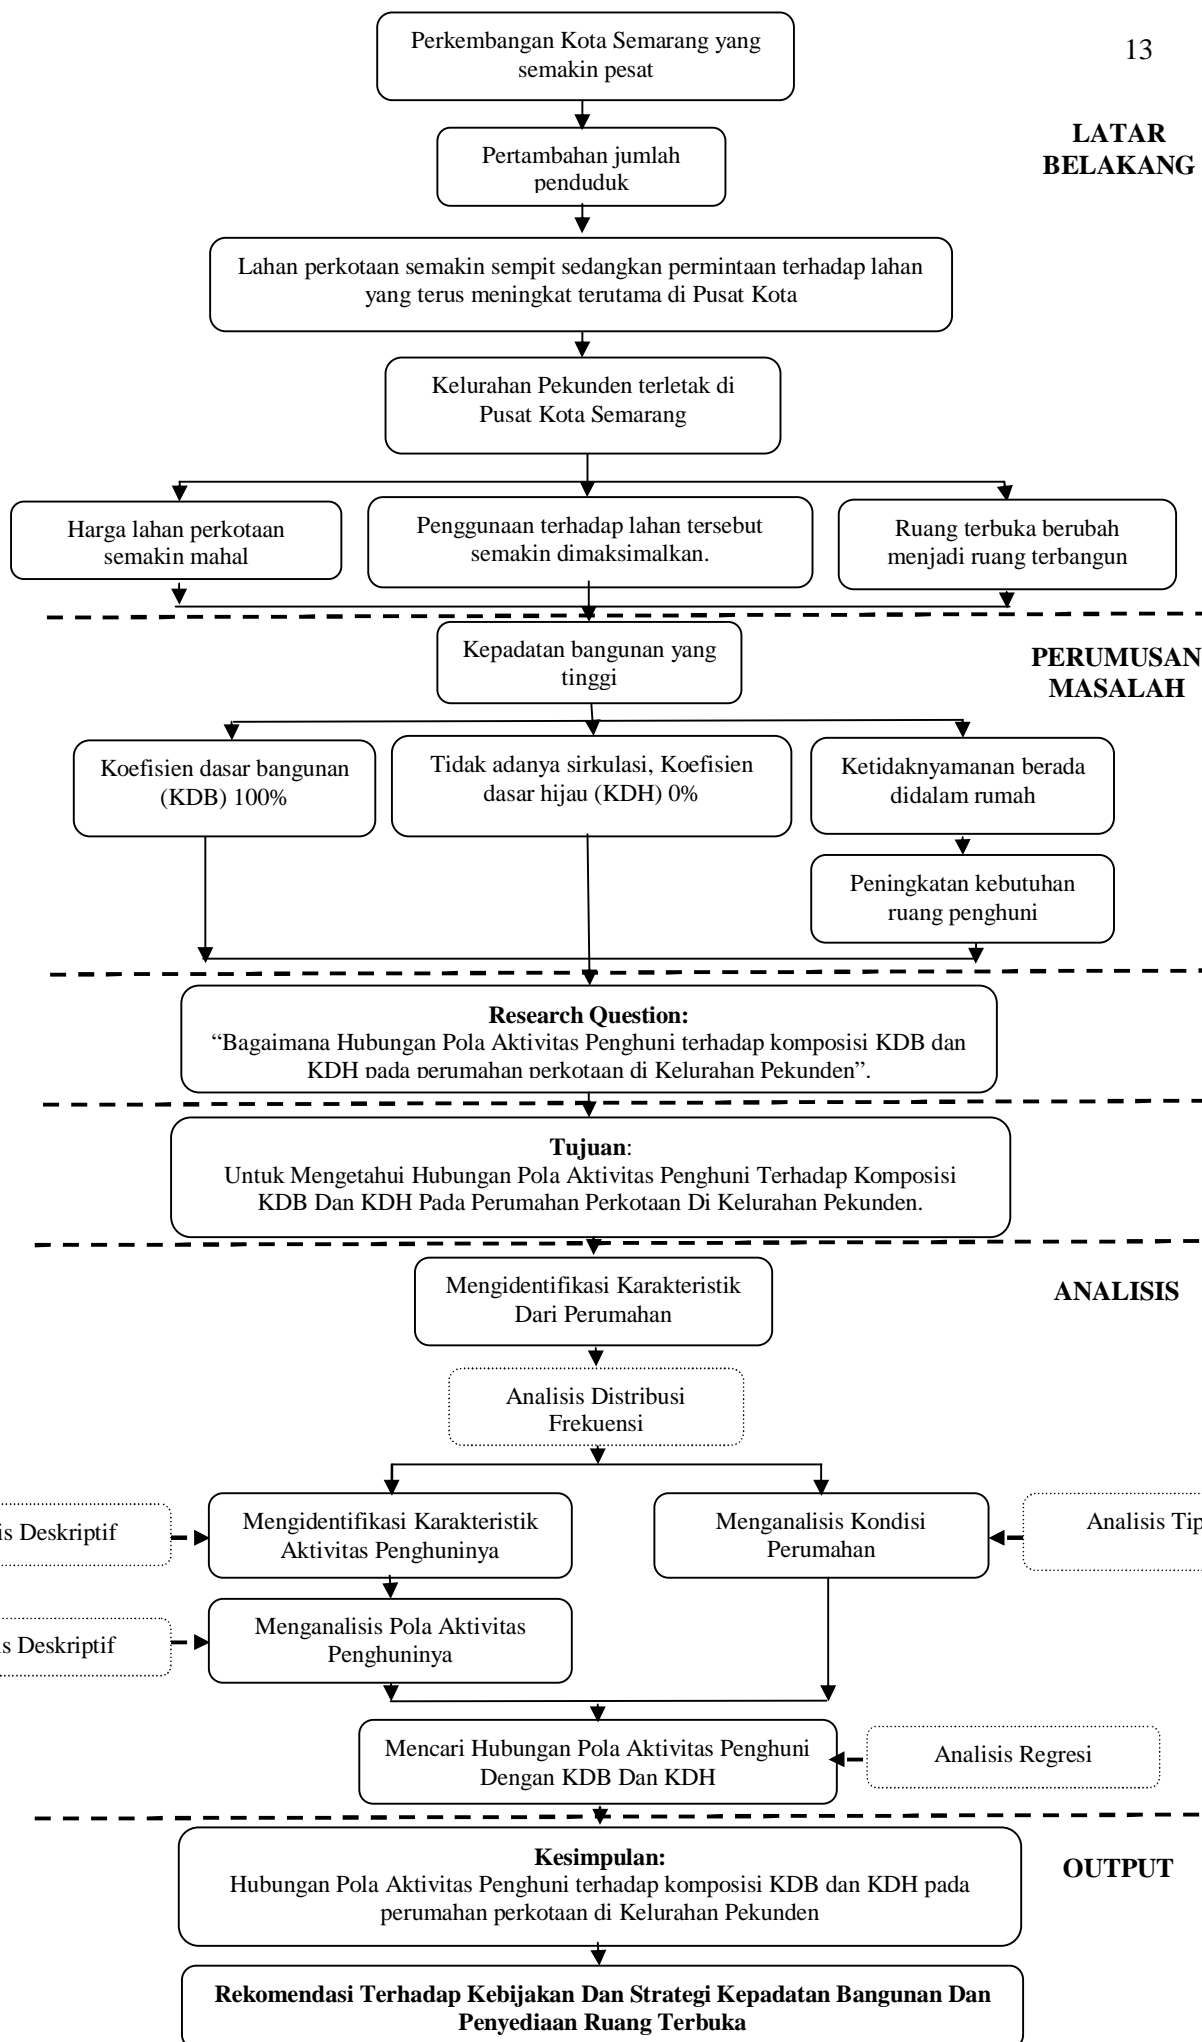 Perkembangan Kota Semarang yang
semakin pesat
13
LATAR
BELAKANG
Pertambahan jumlah
penduduk
Lahan perkotaan semakin sempit sedangkan permintaan terhadap lahan
yang terus meningkat terutama di Pusat Kota
Kelurahan Pekunden terletak di
Pusat Kota Semarang
Harga lahan perkotaan
semakin mahal
Penggunaan terhadap lahan tersebut
semakin dimaksimalkan.
Ruang terbuka berubah
menjadi ruang terbangun
Kepadatan bangunan yang
tinggi
PERUMUSAN
MASALAH
Koefisien dasar bangunan
(KDB) 100%
Tidak adanya sirkulasi, Koefisien
dasar hijau (KDH) 0%
Ketidaknyamanan berada
didalam rumah
Peningkatan kebutuhan
ruang penghuni
Research Question:
“Bagaimana Hubungan Pola Aktivitas Penghuni terhadap komposisi KDB dan
KDH pada perumahan perkotaan di Kelurahan Pekunden”.
Tujuan:
Untuk Mengetahui Hubungan Pola Aktivitas Penghuni Terhadap Komposisi
KDB Dan KDH Pada Perumahan Perkotaan Di Kelurahan Pekunden.
Mengidentifikasi Karakteristik
Dari Perumahan
ANALISIS
Analisis Distribusi
Frekuensi
is Deskriptif
Mengidentifikasi Karakteristik
Aktivitas Penghuninya
Menganalisis Kondisi
Perumahan
Analisis Tip
s Deskriptif
Menganalisis Pola Aktivitas
Penghuninya
Mencari Hubungan Pola Aktivitas Penghuni
Dengan KDB Dan KDH
Analisis Regresi
Kesimpulan:
Hubungan Pola Aktivitas Penghuni terhadap komposisi KDB dan KDH pada
perumahan perkotaan di Kelurahan Pekunden
OUTPUT
Rekomendasi Terhadap Kebijakan Dan Strategi Kepadatan Bangunan Dan
Penyediaan Ruang Terbuka